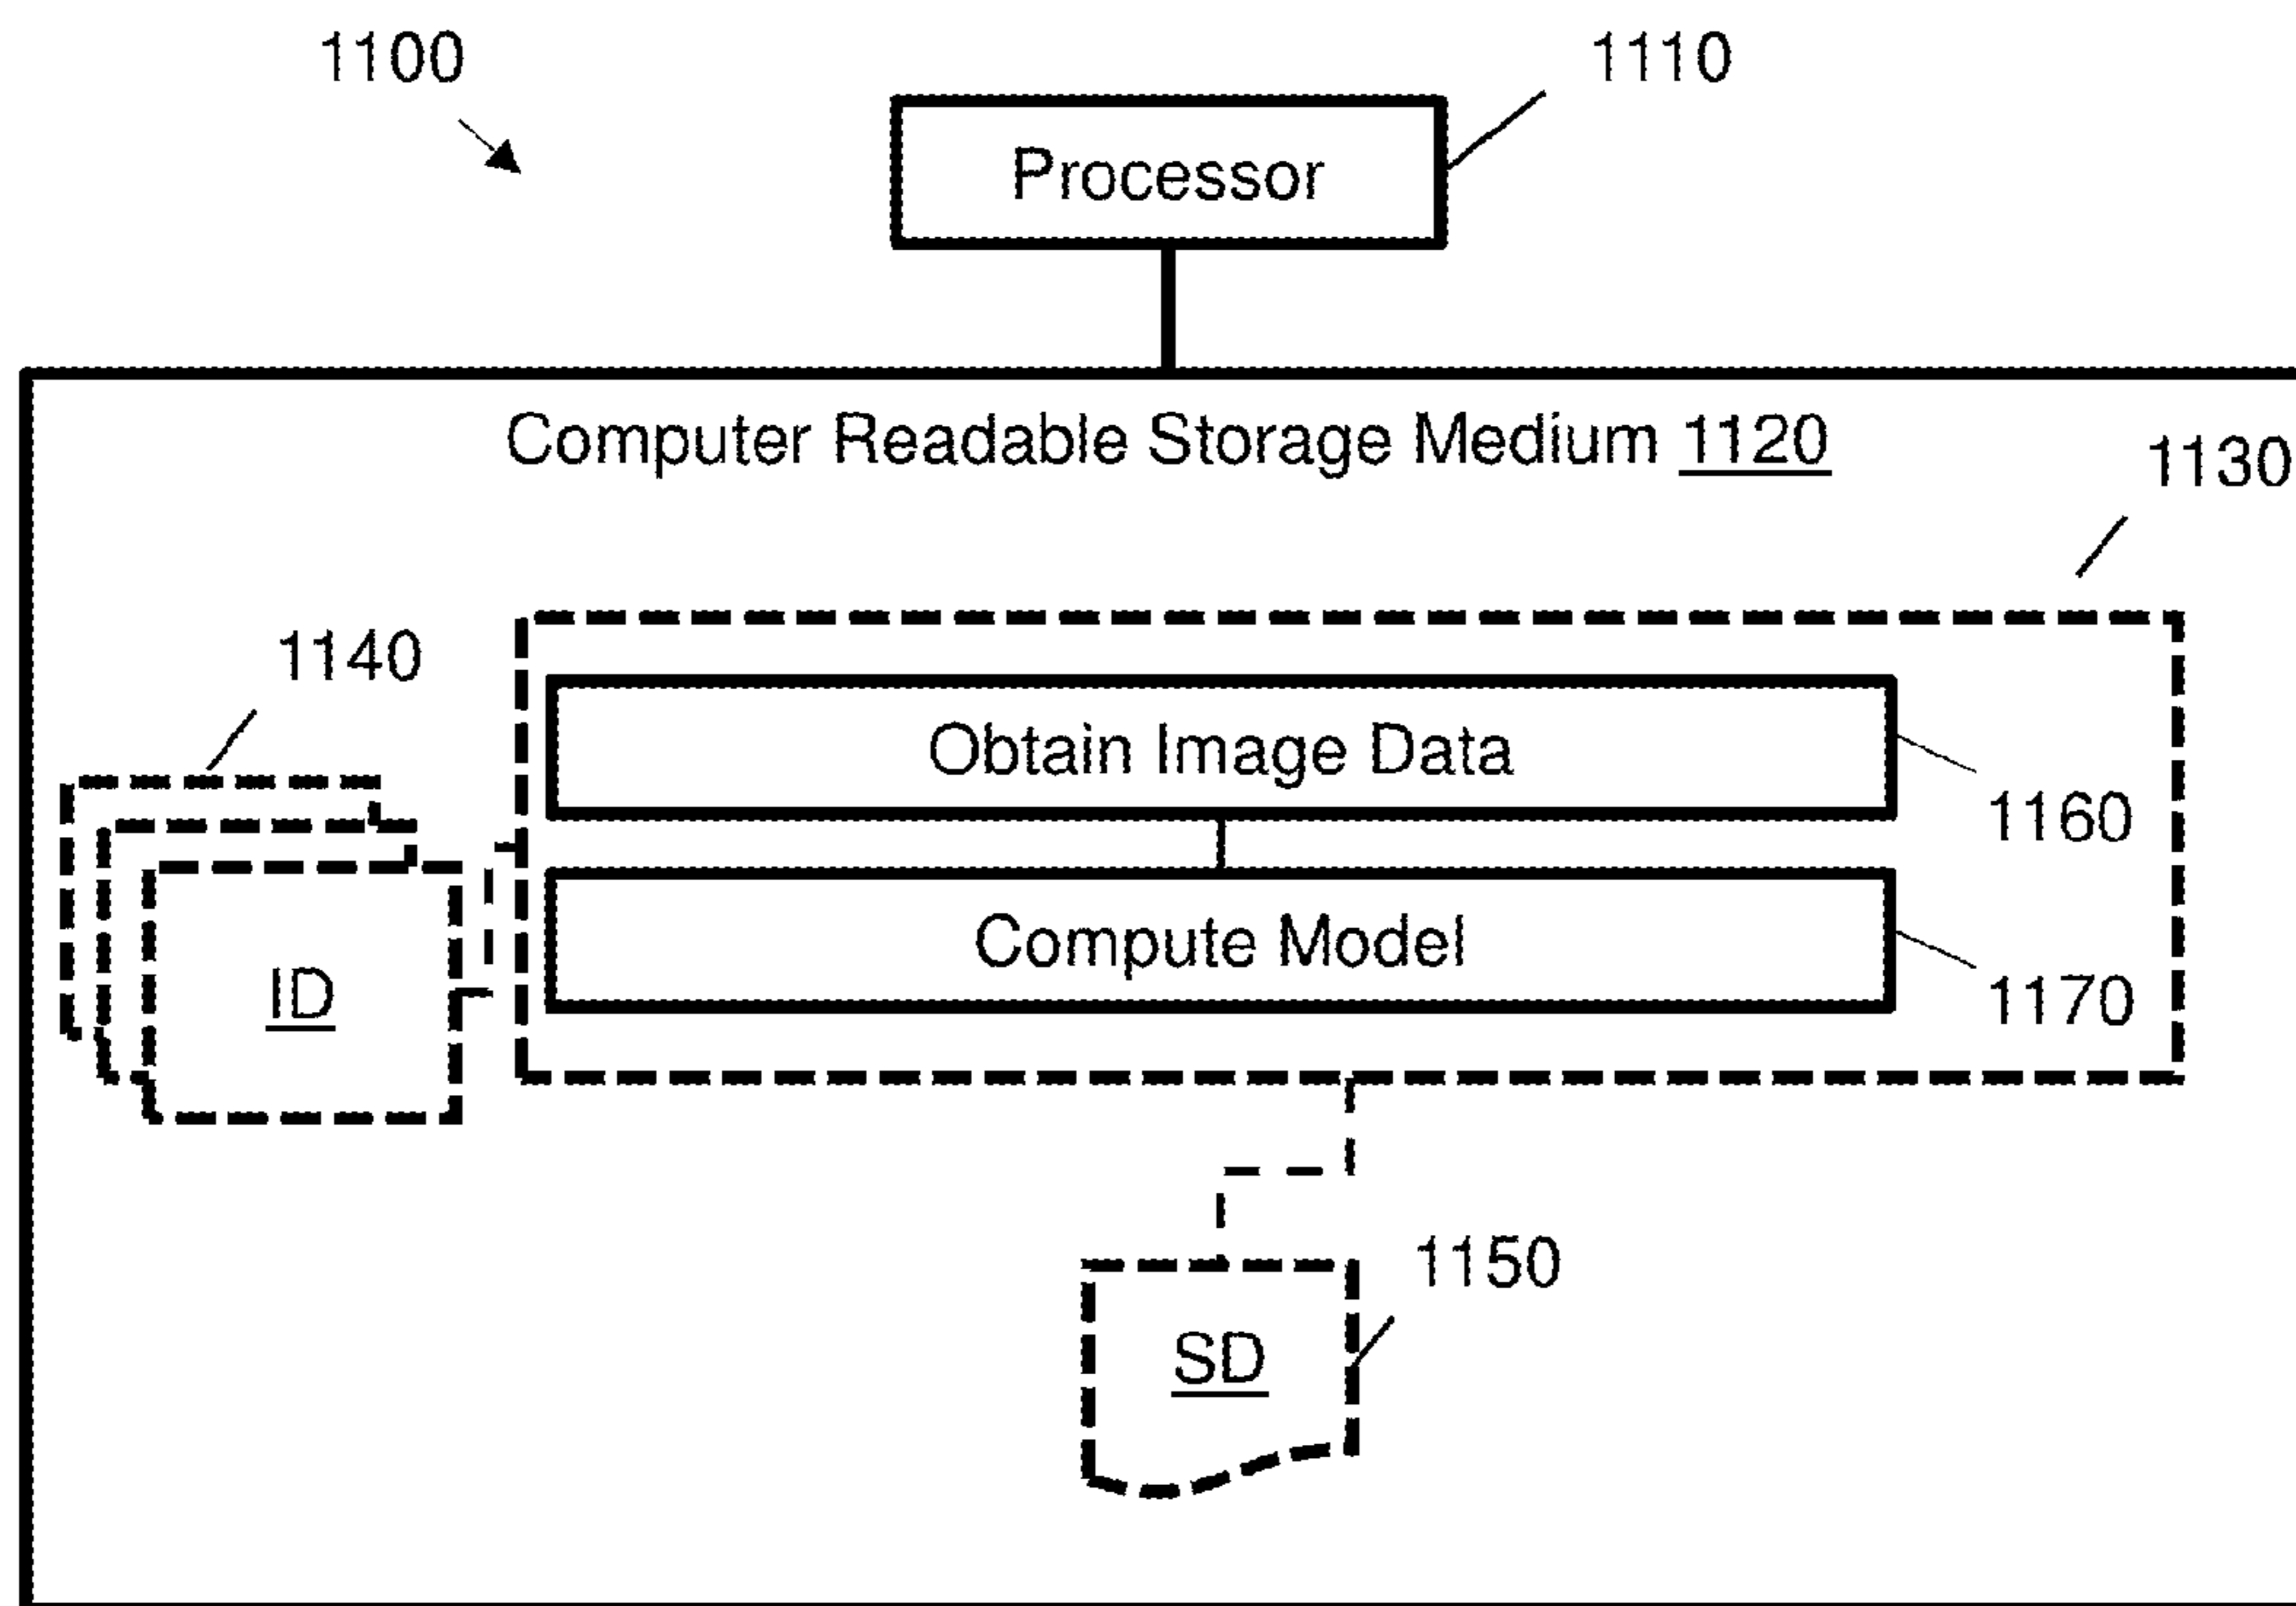 1100
1110
Processor
Computer Readable Storage Medium 1120
1130
1140
Obtain Image Data
1160
Compute Model
ID
1170
1150
SD